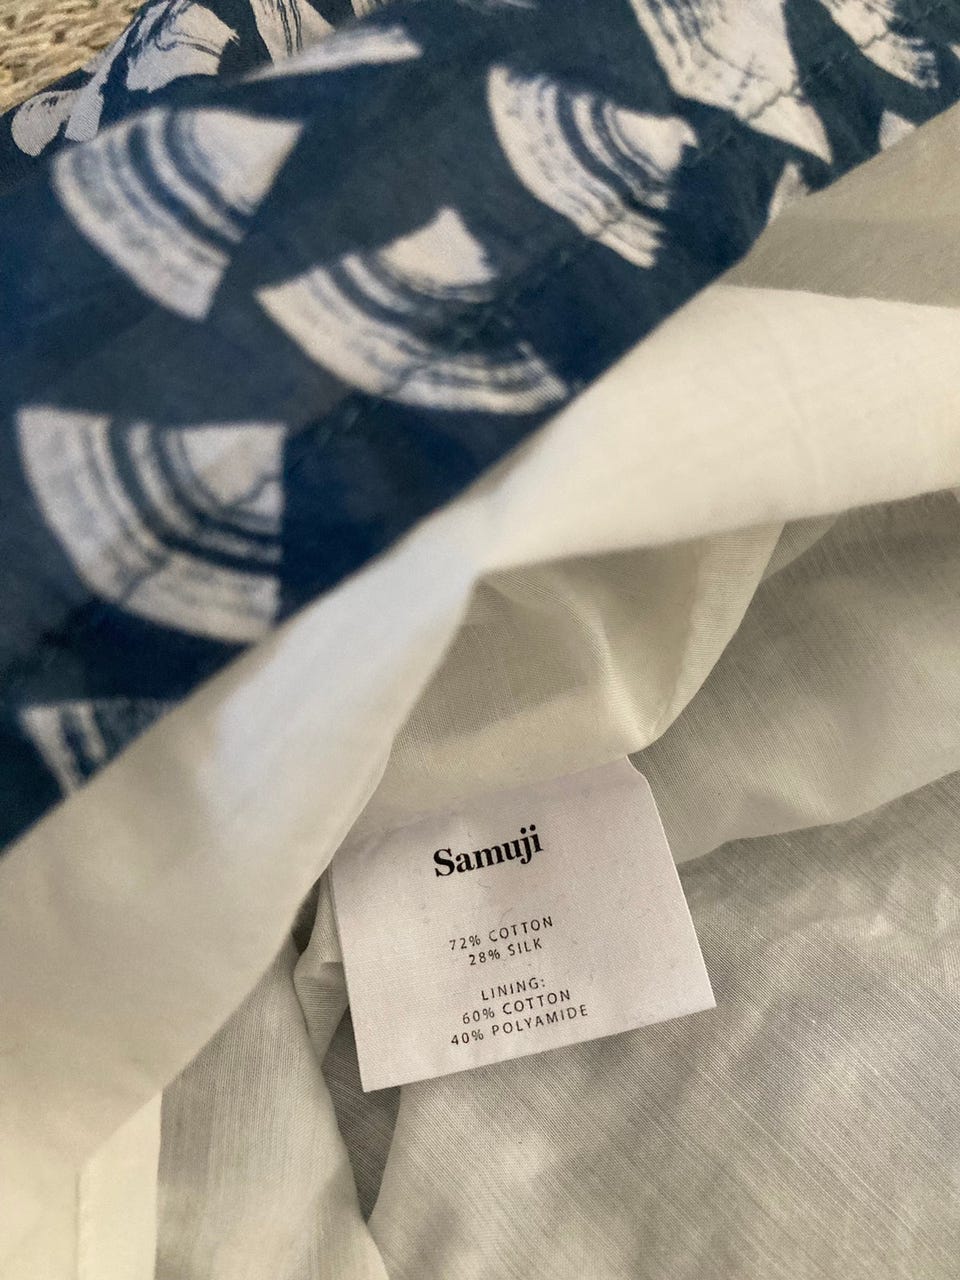 Samuji
72% COTTON
28% SILK
LINING:
60% COTTON
40% POLYAMIDE